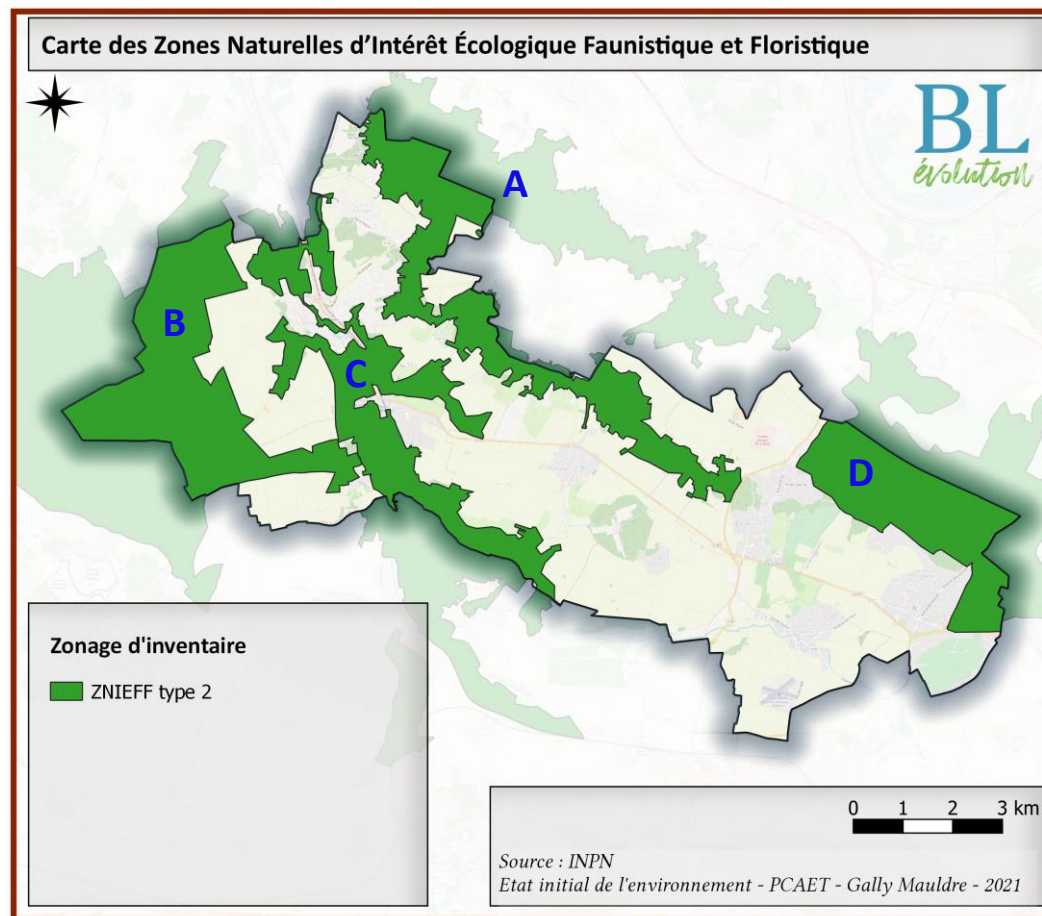 Carte des Zones Naturelles d'Intérêt Écologique Faunistique et Floristique
BL
évolution
A
B
C
D
Zonage d'inventaire
ZNIEFF type 2
0 1 2 3 km
Source : INPN
Etat initial de l'environnement - PCAET - Gally Mauldre - 2021